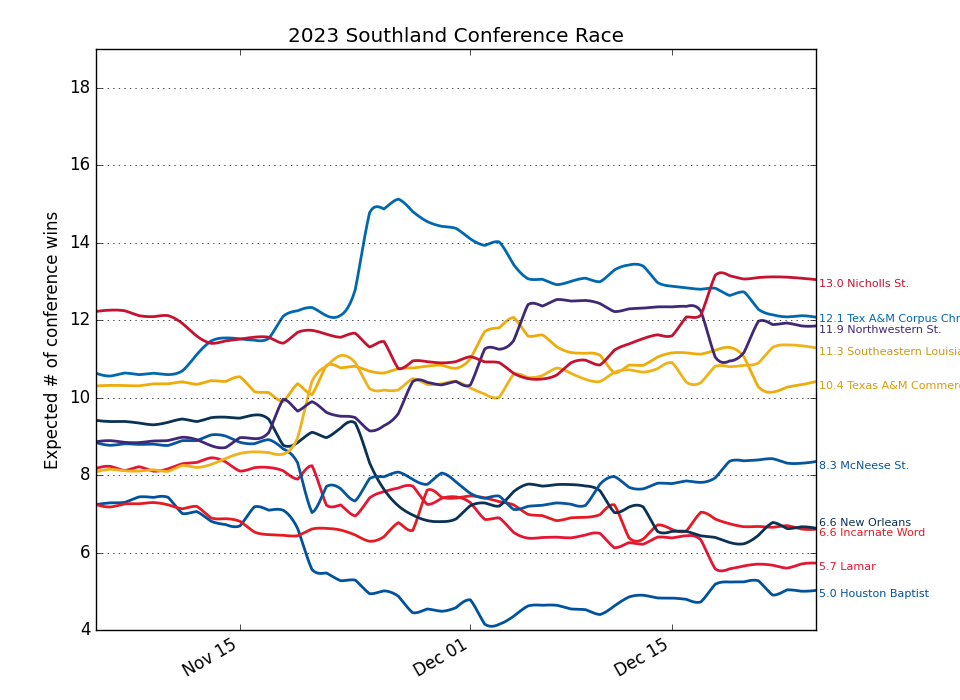 2023 Southland Conference Race
Expected # of conference wins
18
16
14
12
10
8
6
4
Nov 15
Dec 01
Dec 15
13.0 Nicholls St.
12.1 Tex A&M Corpus Chr
11.9 Northwestern St.
11.3 Southeastern Louisia
10.4 Texas A&M Commerc
8.3 McNeese St.
6.6 New Orleans
6.6 Incarnate Word
5.7 Lamar
5.0 Houston Baptist